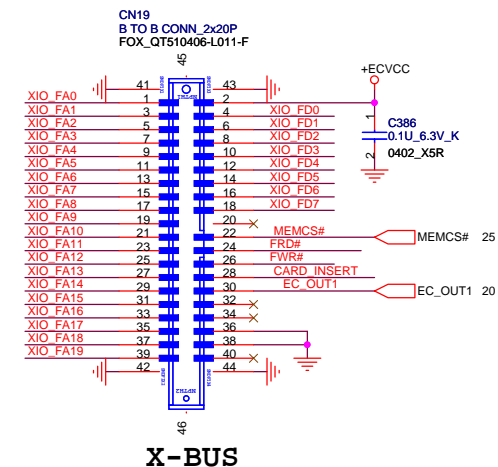 CN19
B TO B CONN_2x20P
FOX_QT510406-L011-F
45
+ECVCC
41 43
XIO_FA0 1 2
XIO_FA1 3 4 XIO_FD0
XIO_FA2 5 6 XIO_FD1
XIO_FA3 7 8 XIO_FD2
XIO_FA4 9 10 XIO_FD3
XIO_FA5 11 12 XIO_FD4
XIO_FA6 13 14 XIO_FD5
XIO_FA7 15 16 XIO_FD6
XIO_FA8 17 18 XIO_FD7
XIO_FA9 19 20
XIO_FA10 21 22 MEMCS# MEMCS# 25
XIO_FA11 23 24 FRD#
XIO_FA12 25 26 FWR#
XIO_FA13 27 28 CARD_INSERT
XIO_FA14 29 30 EC_OUT1 EC_OUT1 20
XIO_FA15 31 32
XIO_FA16 33 34
XIO_FA17 35 36
XIO_FA18 37 38
XIO_FA19 39 40
42 44
46
1
C386
0.1U_6.3V_K
2
0402_X5R
X-BUS